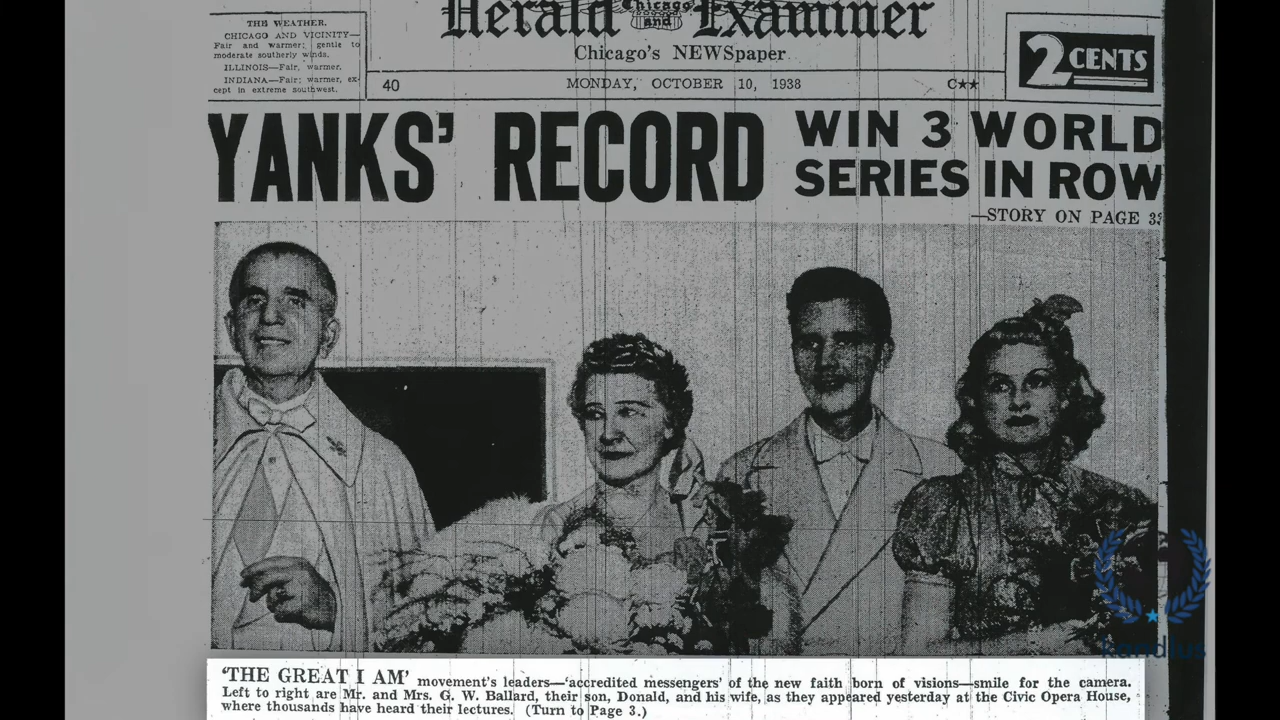 Herald Chicago and Examiner
Chicago's NEWSpaper
THE WEATHER.
CHICAGO AND VICINITY—
Fair and warmer; gentle to
moderate southerly winds.
ILLINOIS—Fair, warmer.
INDIANA—Fair; warmer, ex-
cept in extreme southwest.
2 CENTS
40 MONDAY, OCTOBER 10, 1938 C★★
YANKS' RECORD
WIN 3 WORLD
SERIES IN ROW
—STORY ON PAGE
'THE GREAT I AM' movement's leaders—'accredited messengers' of the new faith born of visions—smile for the camera.
Left to right are Mr. and Mrs. G. W. Ballard, their son, Donald, and his wife, as they appeared yesterday at the Civic Opera House,
where thousands have heard their lectures. (Turn to Page 3.)
kandlus